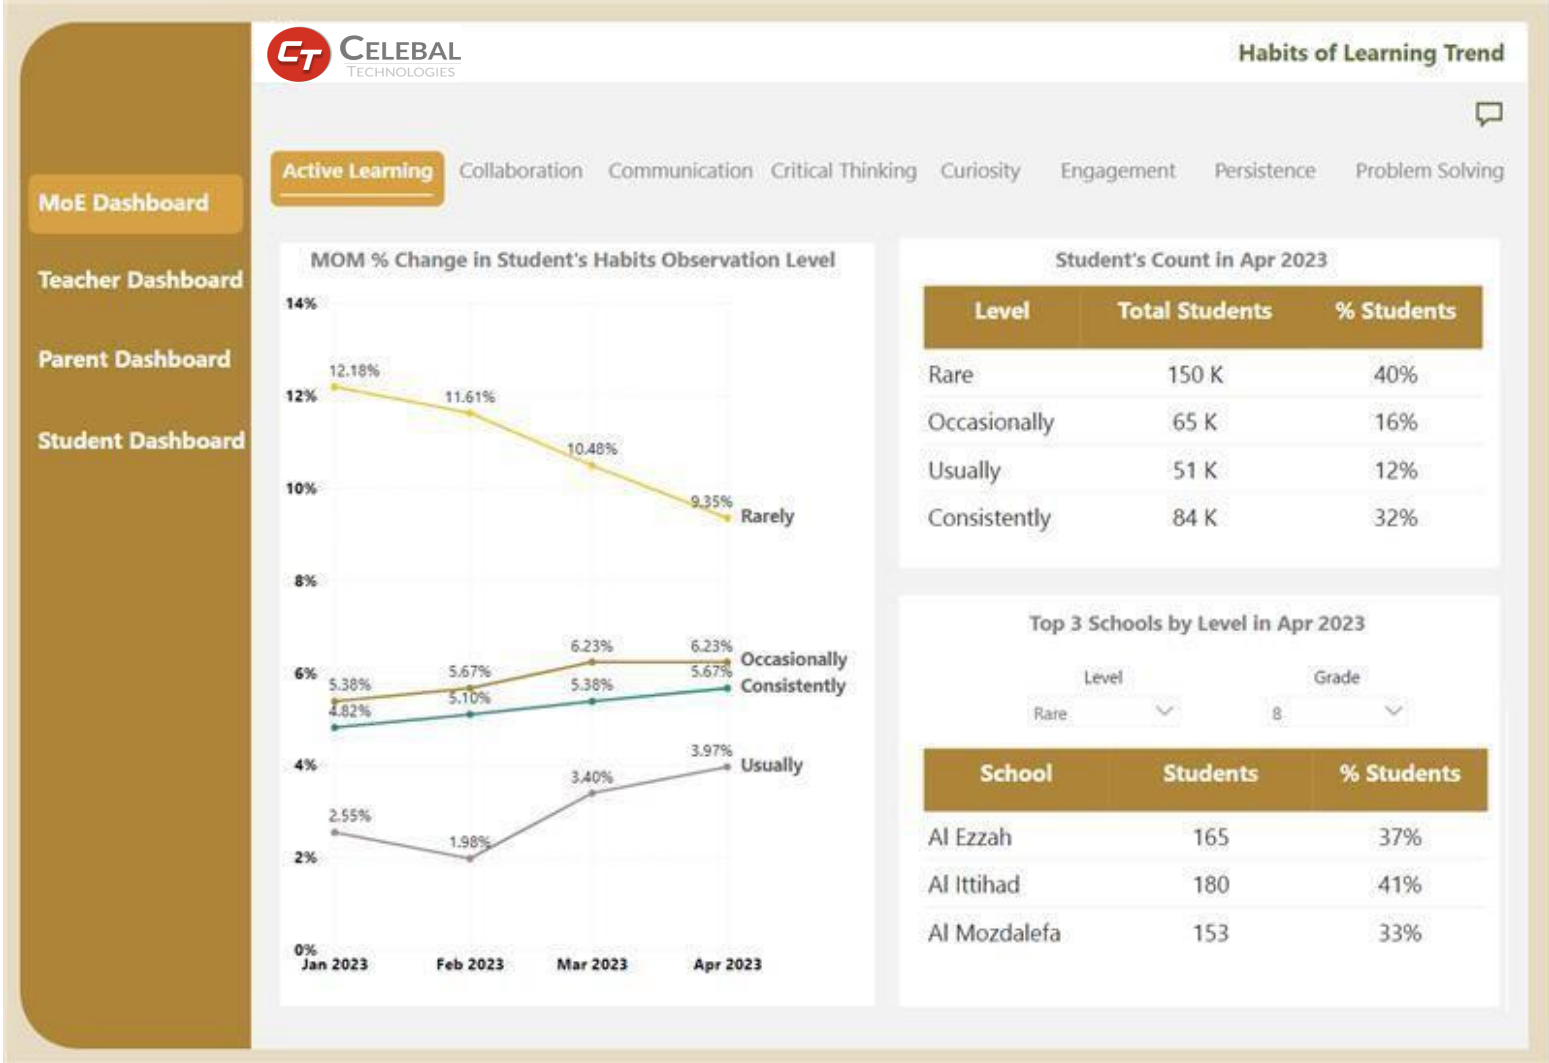 CT CELEBAL
TECHNOLOGIES
Habits of Learning Trend
MoE Dashboard
Teacher Dashboard
Parent Dashboard
Student Dashboard
Active Learning Collaboration Communication Critical Thinking Curiosity Engagement Persistence Problem Solving
MOM % Change in Student's Habits Observation Level
14%
12%
10%
8%
6%
4%
2%
0%
12.18% 11.61% 10.48% 9.35% Rarely
5.38% 5.67% 6.23% 6.23% Occasionally
4.82% 5.10% 5.38% 5.67% Consistently
2.55% 1.98% 3.40% 3.97% Usually
Jan 2023 Feb 2023 Mar 2023 Apr 2023
Student's Count in Apr 2023
Level Total Students % Students
Rare 150 K 40%
Occasionally 65 K 16%
Usually 51 K 12%
Consistently 84 K 32%
Top 3 Schools by Level in Apr 2023
Level Grade
Rare 8
School Students % Students
Al Ezzah 165 37%
Al Ittihad 180 41%
Al Mozdalefa 153 33%